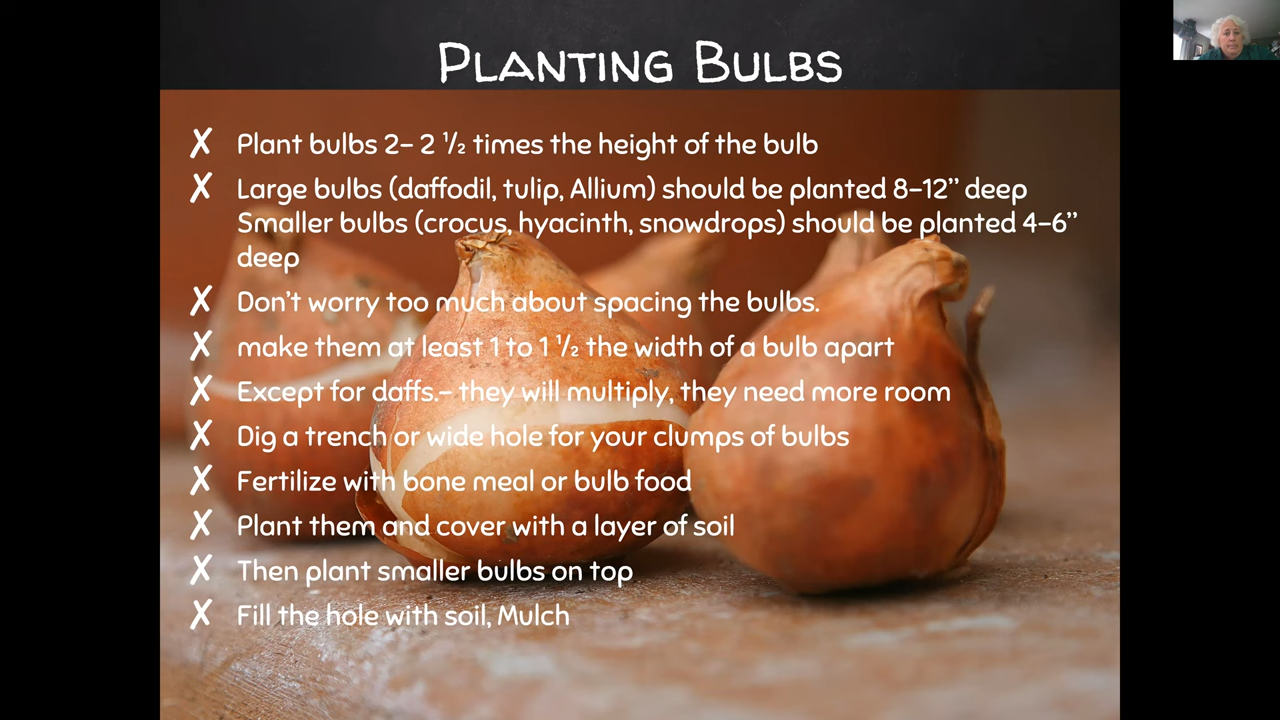 Planting Bulbs
✗ Plant bulbs 2– 2 ½ times the height of the bulb
✗ Large bulbs (daffodil, tulip, Allium) should be planted 8–12” deep
Smaller bulbs (crocus, hyacinth, snowdrops) should be planted 4–6”
deep
✗ Don’t worry too much about spacing the bulbs.
✗ make them at least 1 to 1 ½ the width of a bulb apart
✗ Except for daffs.– they will multiply, they need more room
✗ Dig a trench or wide hole for your clumps of bulbs
✗ Fertilize with bone meal or bulb food
✗ Plant them and cover with a layer of soil
✗ Then plant smaller bulbs on top
✗ Fill the hole with soil, Mulch